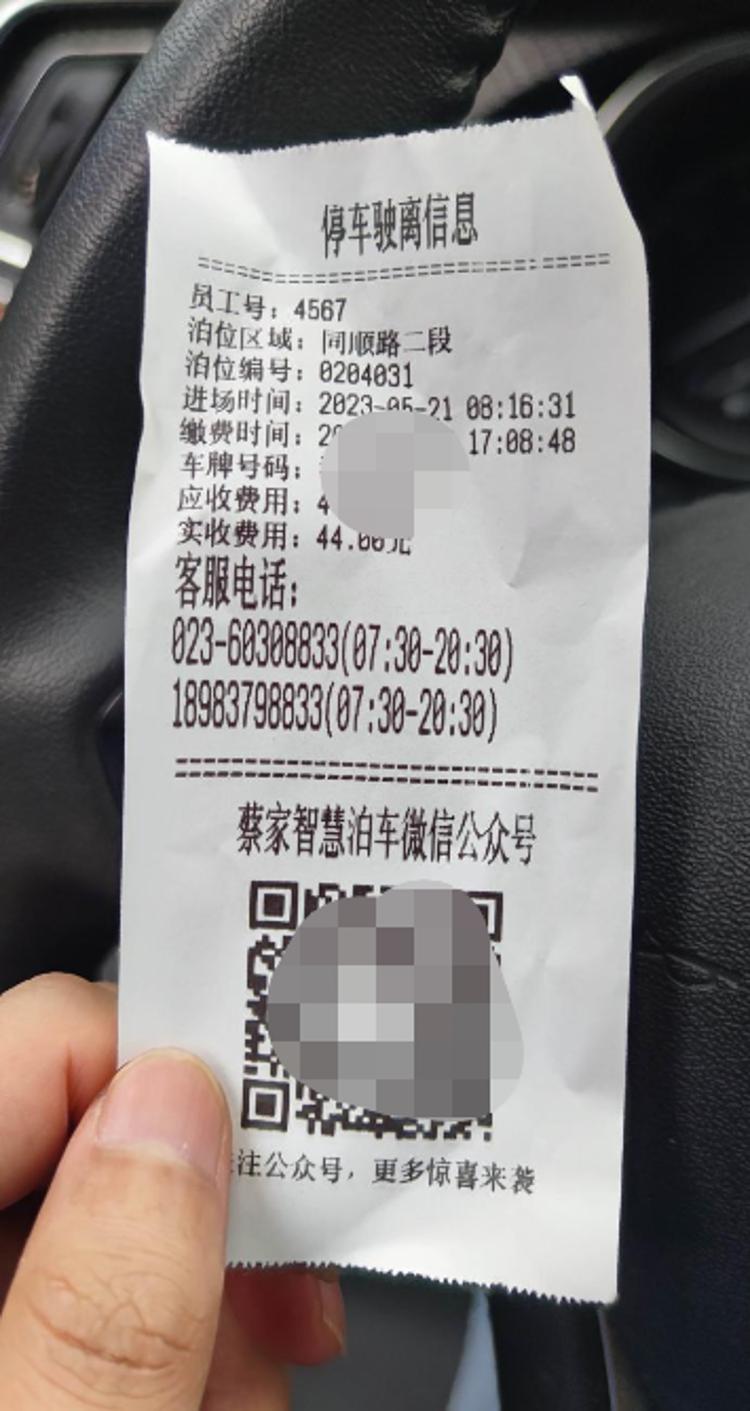 停车驶离信息
员工号：4567
泊位区域：同顺路二段
泊位编号：0204031
进场时间：2023-05-21 08:16:31
缴费时间：2 17:08:48
车牌号码：
应收费用：4
实收费用：44.00元
客服电话：
023-60308833(07:30-20:30)
18983798833(07:30-20:30)
蔡家智慧泊车微信公众号
注公众号，更多惊喜来袭